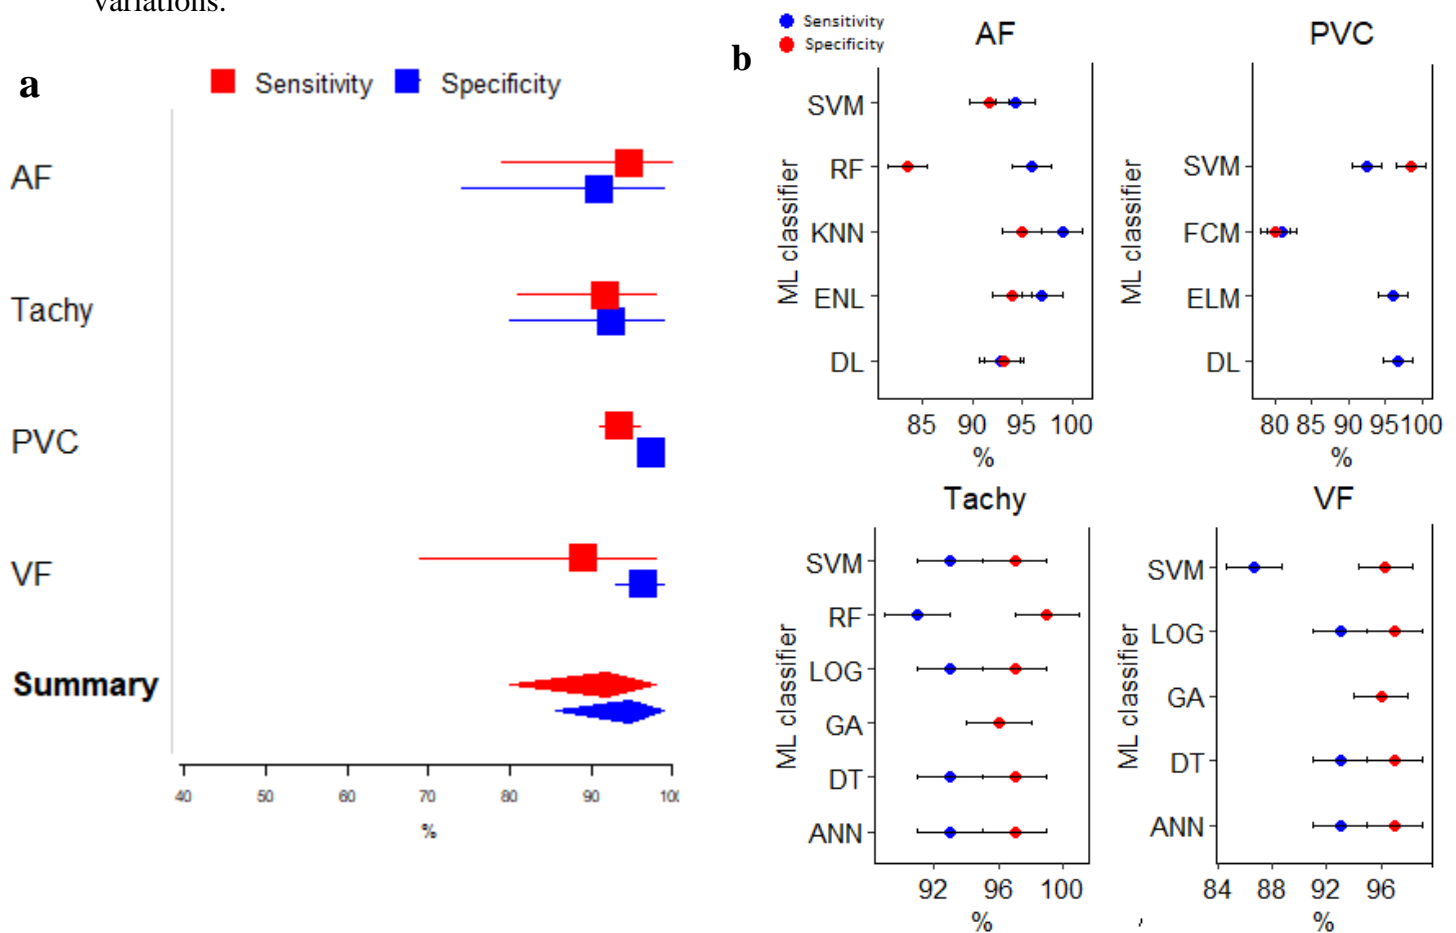 variations.
a
Sensitivity Specificity
AF
Tachy
PVC
VF
Summary
40 50 60 70 80 90 100
%
b
Sensitivity
Specificity
AF
ML classifier
SVM
RF
KNN
ENL
DL
85 90 95 100
%
PVC
ML classifier
SVM
FCM
ELM
DL
80 85 90 95 100
%
Tachy
ML classifier
SVM
RF
LOG
GA
DT
ANN
92 96 100
%
VF
ML classifier
SVM
LOG
GA
DT
ANN
84 88 92 96
%
,